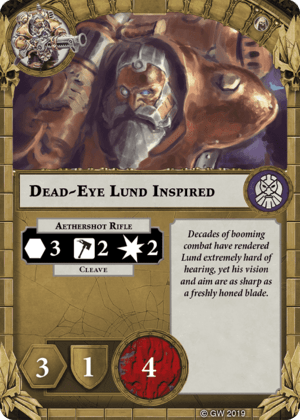 DEAD-EYE LUND INSPIRED
AETHERSHOT RIFLE
3 2 2
CLEAVE
Decades of booming
combat have rendered
Lund extremely hard of
hearing, yet his vision
and aim are as sharp as
a freshly honed blade.
3 1 4
© GW 2019